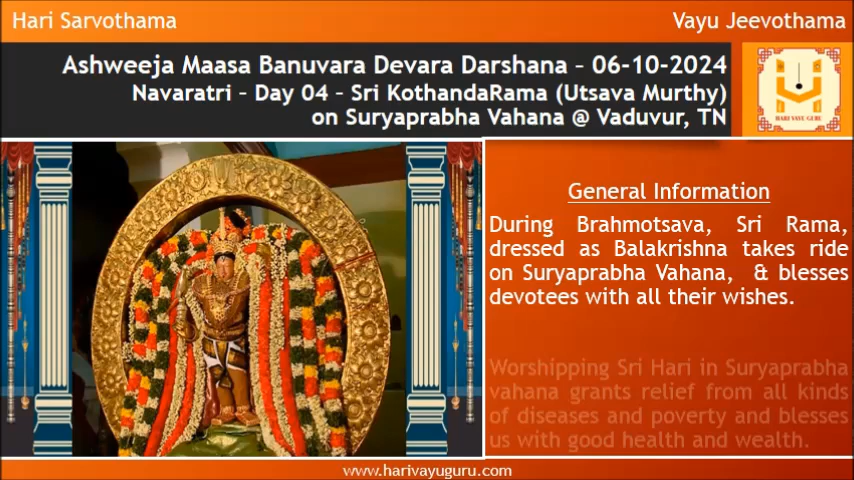 Hari Sarvothama
Vayu Jeevothama
Ashweeja Maasa Banuvara Devara Darshana – 06-10-2024
Navaratri – Day 04 – Sri KothandaRama (Utsava Murthy)
on Suryaprabha Vahana @ Vaduvur, TN
HARI VAYU GURU
General Information
During Brahmotsava, Sri Rama,
dressed as Balakrishna takes ride
on Suryaprabha Vahana, & blesses
devotees with all their wishes.
Worshipping Sri Hari in Suryaprabha
vahana grants relief from all kinds
of diseases and poverty and blesses
us with good health and wealth.
www.harivayuguru.com